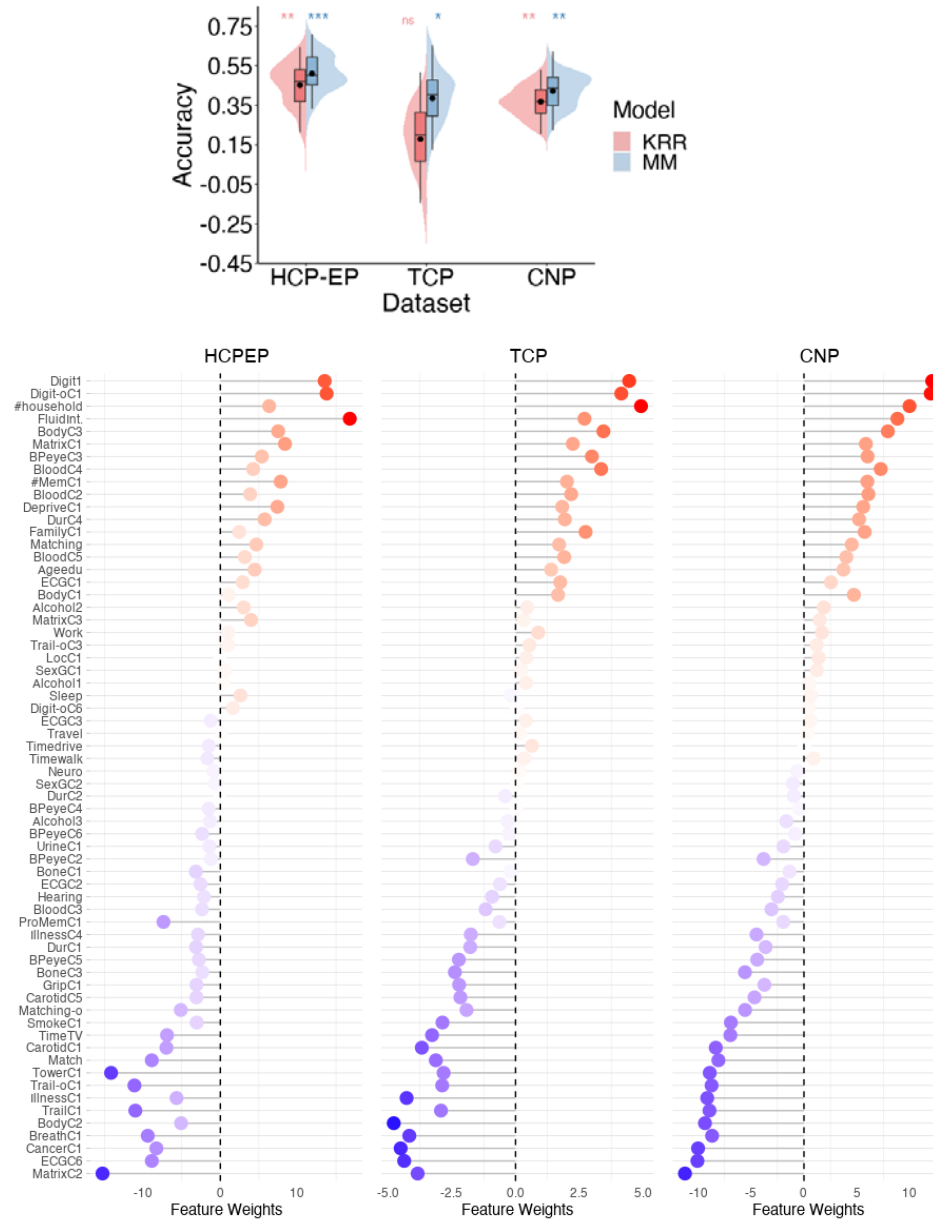 ** *** ns * ** **
0.75
0.55
0.35
0.15
-0.05
-0.25
-0.45
Accuracy
HCP-EP TCP CNP
Dataset
Model
KRR
MM
HCPEP TCP CNP
Digit1
Digit-oC1
#household
FluidInt.
BodyC3
MatrixC1
BPeyeC3
BloodC4
#MemC1
BloodC2
DepriveC1
DurC4
FamilyC1
Matching
BloodC5
Ageedu
ECGC1
BodyC1
Alcohol2
MatrixC3
Work
Trail-oC3
LocC1
SexGC1
Alcohol1
Sleep
Digit-oC6
ECGC3
Travel
Timedrive
Timewalk
Neuro
SexGC2
DurC2
BPeyeC4
Alcohol3
BPeyeC6
UrineC1
BPeyeC2
BoneC1
ECGC2
Hearing
BloodC3
ProMemC1
IllnessC4
DurC1
BPeyeC5
BoneC3
GripC1
CarotidC5
Matching-o
SmokeC1
TimeTV
CarotidC1
Match
TowerC1
Trail-oC1
IllnessC1
TrailC1
BodyC2
BreathC1
CancerC1
ECGC6
MatrixC2
-10 0 10 -5.0 -2.5 0.0 2.5 5.0 -10 -5 0 5 10
Feature Weights Feature Weights Feature Weights